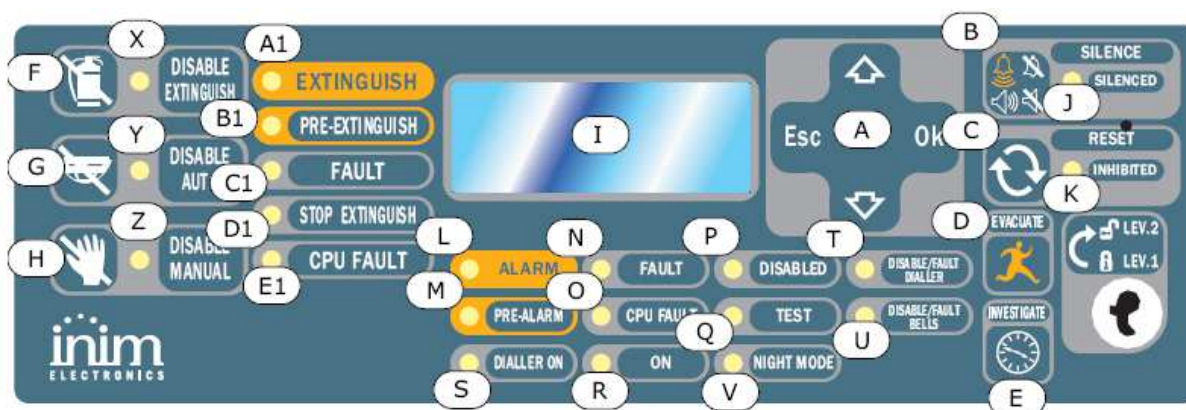 X
A1
F
DISABLE
EXTINGUISH
EXTINGUISH
B1
PRE-EXTINGUISH
Y
G
DISABLE
AUT
C1
FAULT
D1
STOP EXTINGUISH
Z
H
DISABLE
MANUAL
E1
CPU FAULT
inim
ELECTRONICS
I
Esc
A
Ok
B
SILENCE
SILENCED
J
C
RESET
INHIBITED
K
D
EVACUATE
LEV.2
LEV.1
INVESTIGATE
E
L
ALARM
N
FAULT
P
DISABLED
T
DISABLE/FAULT
DIALLER
M
PRE-ALARM
O
CPU FAULT
Q
TEST
U
DISABLE/FAULT
BELLS
S
DIALLER ON
R
ON
V
NIGHT MODE